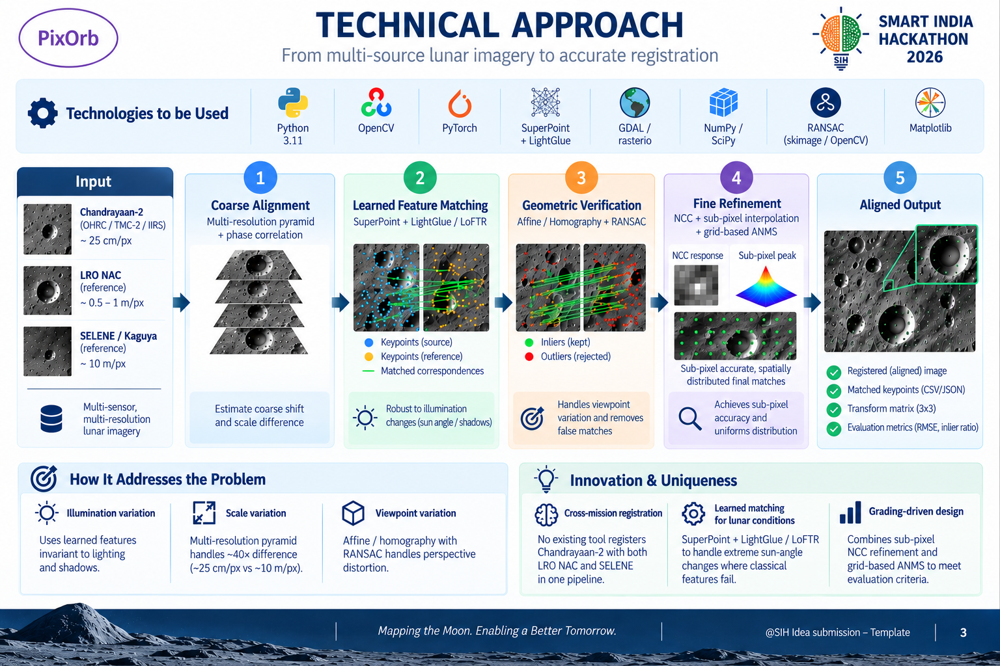 PixOrb
TECHNICAL APPROACH
From multi-source lunar imagery to accurate registration
SMART INDIA
HACKATHON
2026
SIH
Technologies to be Used
Python
3.11
OpenCV
PyTorch
SuperPoint
+ LightGlue
GDAL /
rasterio
NumPy /
SciPy
RANSAC
(skimage / OpenCV)
Matplotlib
Input
Chandrayaan-2
(OHRC / TMC-2 / IIRS)
~ 25 cm/px
LRO NAC
(reference)
~ 0.5 – 1 m/px
SELENE / Kaguya
(reference)
~ 10 m/px
Multi-sensor,
multi-resolution
lunar imagery
1
Coarse Alignment
Multi-resolution pyramid
+ phase correlation
Estimate coarse shift
and scale difference
2
Learned Feature Matching
SuperPoint + LightGlue / LoFTR
Keypoints (source)
Keypoints (reference)
Matched correspondences
Robust to illumination
changes (sun angle / shadows)
3
Geometric Verification
Affine / Homography + RANSAC
Inliers (kept)
Outliers (rejected)
Handles viewpoint
variation and removes
false matches
4
Fine Refinement
NCC + sub-pixel interpolation
+ grid-based ANMS
NCC response
Sub-pixel peak
Sub-pixel accurate, spatially
distributed final matches
Achieves sub-pixel
accuracy and
uniforms distribution
5
Aligned Output
Registered (aligned) image
Matched keypoints (CSV/JSON)
Transform matrix (3x3)
Evaluation metrics (RMSE, inlier ratio)
How It Addresses the Problem
Illumination variation
Uses learned features
invariant to lighting
and shadows.
Scale variation
Multi-resolution pyramid
handles ~40× difference
(~25 cm/px vs ~10 m/px).
Viewpoint variation
Affine / homography with
RANSAC handles perspective
distortion.
Innovation & Uniqueness
Cross-mission registration
No existing tool registers
Chandrayaan-2 with both
LRO NAC and SELENE
in one pipeline.
Learned matching
for lunar conditions
SuperPoint + LightGlue / LoFTR
to handle extreme sun-angle
changes where classical
features fail.
Grading-driven design
Combines sub-pixel
NCC refinement and
grid-based ANMS to meet
evaluation criteria.
Mapping the Moon. Enabling a Better Tomorrow.
@SIH Idea submission – Template
3